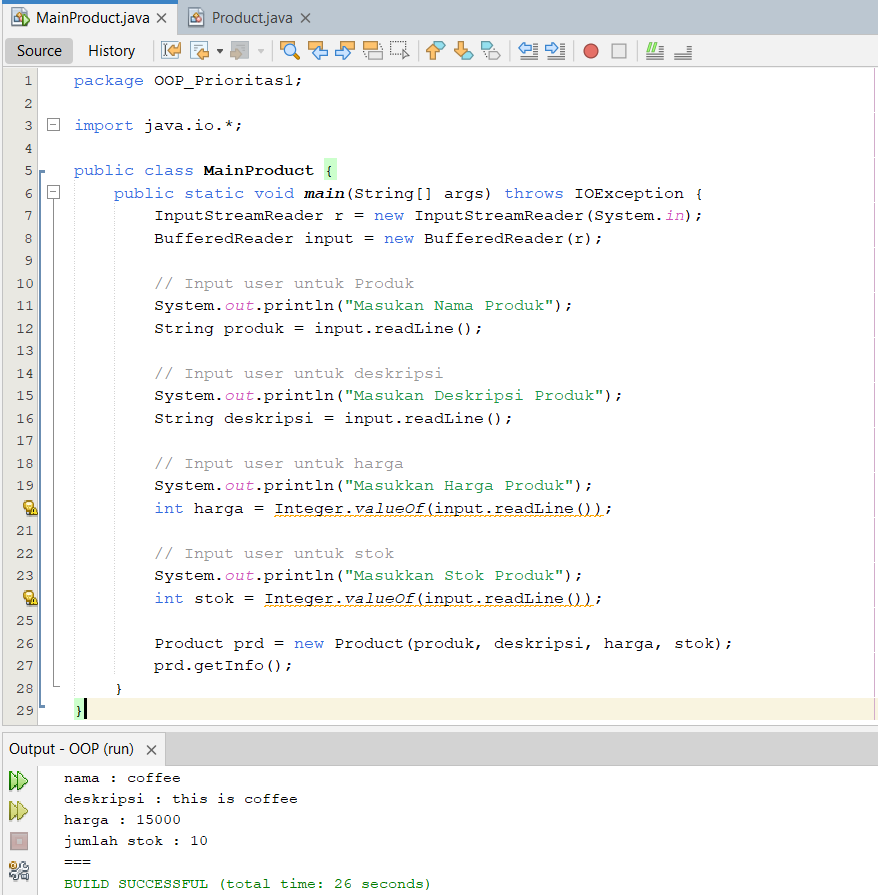 MainProduct.java
Product.java
Source History
1 package OOP_Prioritas1;
2
3 import java.io.*;
4
5 public class MainProduct {
6 public static void main(String[] args) throws IOException {
7 InputStreamReader r = new InputStreamReader(System.in);
8 BufferedReader input = new BufferedReader(r);
9
10 // Input user untuk Produk
11 System.out.println("Masukan Nama Produk");
12 String produk = input.readLine();
13
14 // Input user untuk deskripsi
15 System.out.println("Masukan Deskripsi Produk");
16 String deskripsi = input.readLine();
17
18 // Input user untuk harga
19 System.out.println("Masukkan Harga Produk");
int harga = Integer.valueOf(input.readLine());
21
22 // Input user untuk stok
23 System.out.println("Masukkan Stok Produk");
int stok = Integer.valueOf(input.readLine());
25
26 Product prd = new Product(produk, deskripsi, harga, stok);
27 prd.getInfo();
28 }
29 }
Output - OOP (run)
nama : coffee
deskripsi : this is coffee
harga : 15000
jumlah stok : 10
===
BUILD SUCCESSFUL (total time: 26 seconds)